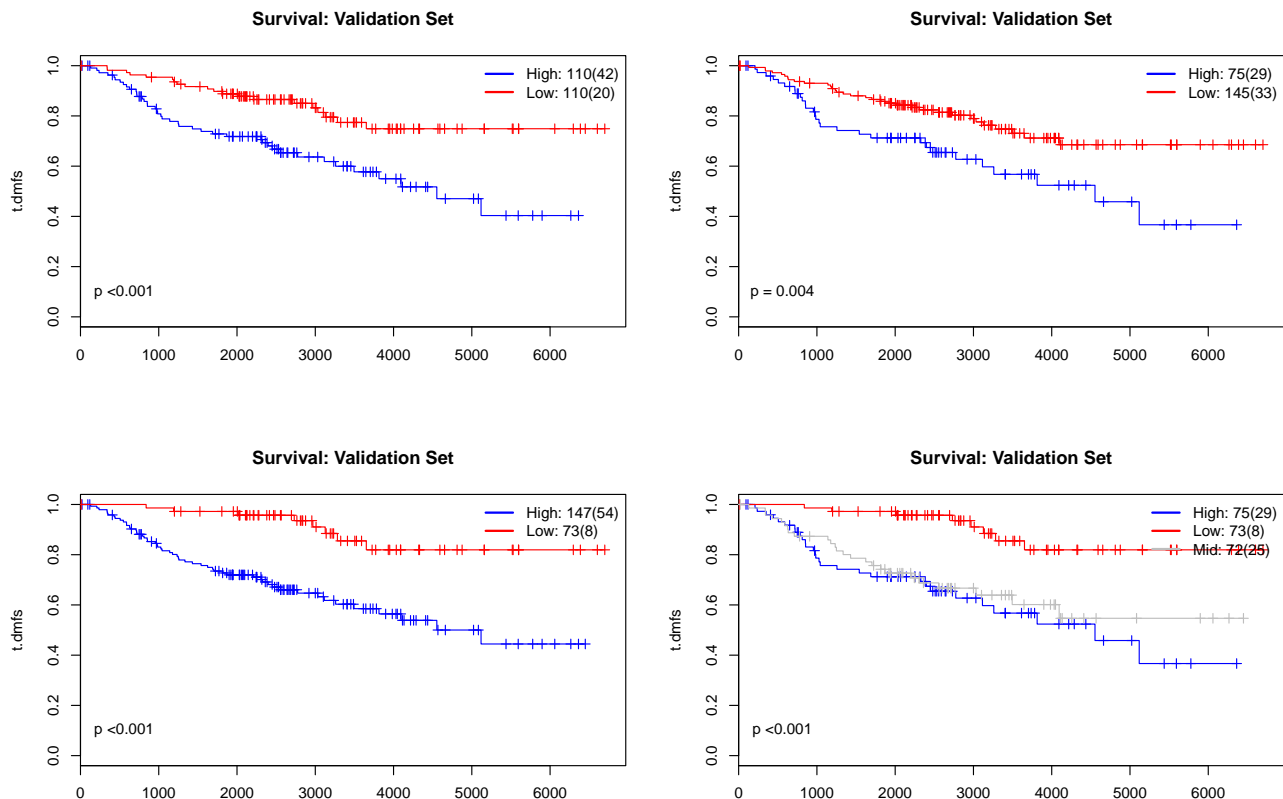 Survival: Validation Set
t.dmfs
1.0
0.8
0.6
0.4
0.2
0.0
High: 110(42)
Low: 110(20)
p <0.001
0 1000 2000 3000 4000 5000 6000
Survival: Validation Set
t.dmfs
1.0
0.8
0.6
0.4
0.2
0.0
High: 75(29)
Low: 145(33)
p = 0.004
0 1000 2000 3000 4000 5000 6000
Survival: Validation Set
t.dmfs
1.0
0.8
0.6
0.4
0.2
0.0
High: 147(54)
Low: 73(8)
p <0.001
0 1000 2000 3000 4000 5000 6000
Survival: Validation Set
t.dmfs
1.0
0.8
0.6
0.4
0.2
0.0
High: 75(29)
Low: 73(8)
Mid: 72(25)
p <0.001
0 1000 2000 3000 4000 5000 6000